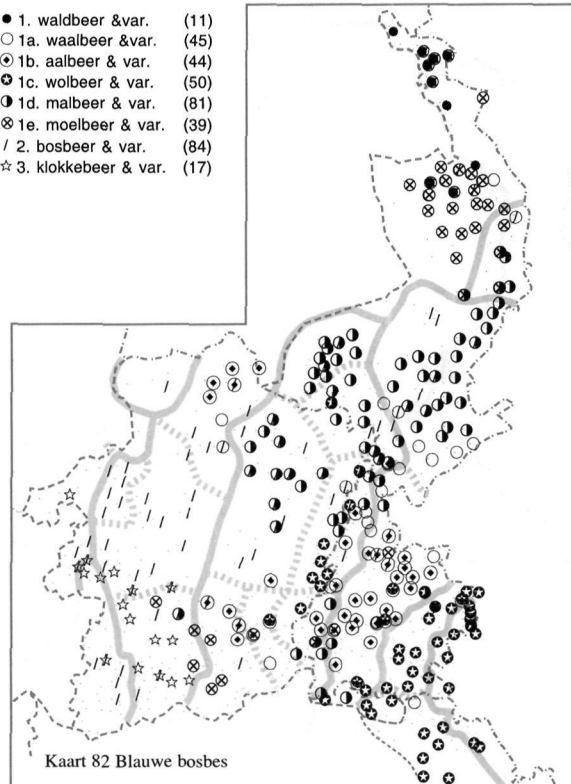 1. waldbeer &var. (11)
1a. waalbeer &var. (45)
1b. aalbeer & var. (44)
1c. wolbeer & var. (50)
1d. malbeer & var. (81)
1e. moelbeer & var. (39)
2. bosbeer & var. (84)
3. klokkebeer & var. (17)
Kaart 82 Blauwe bosbes